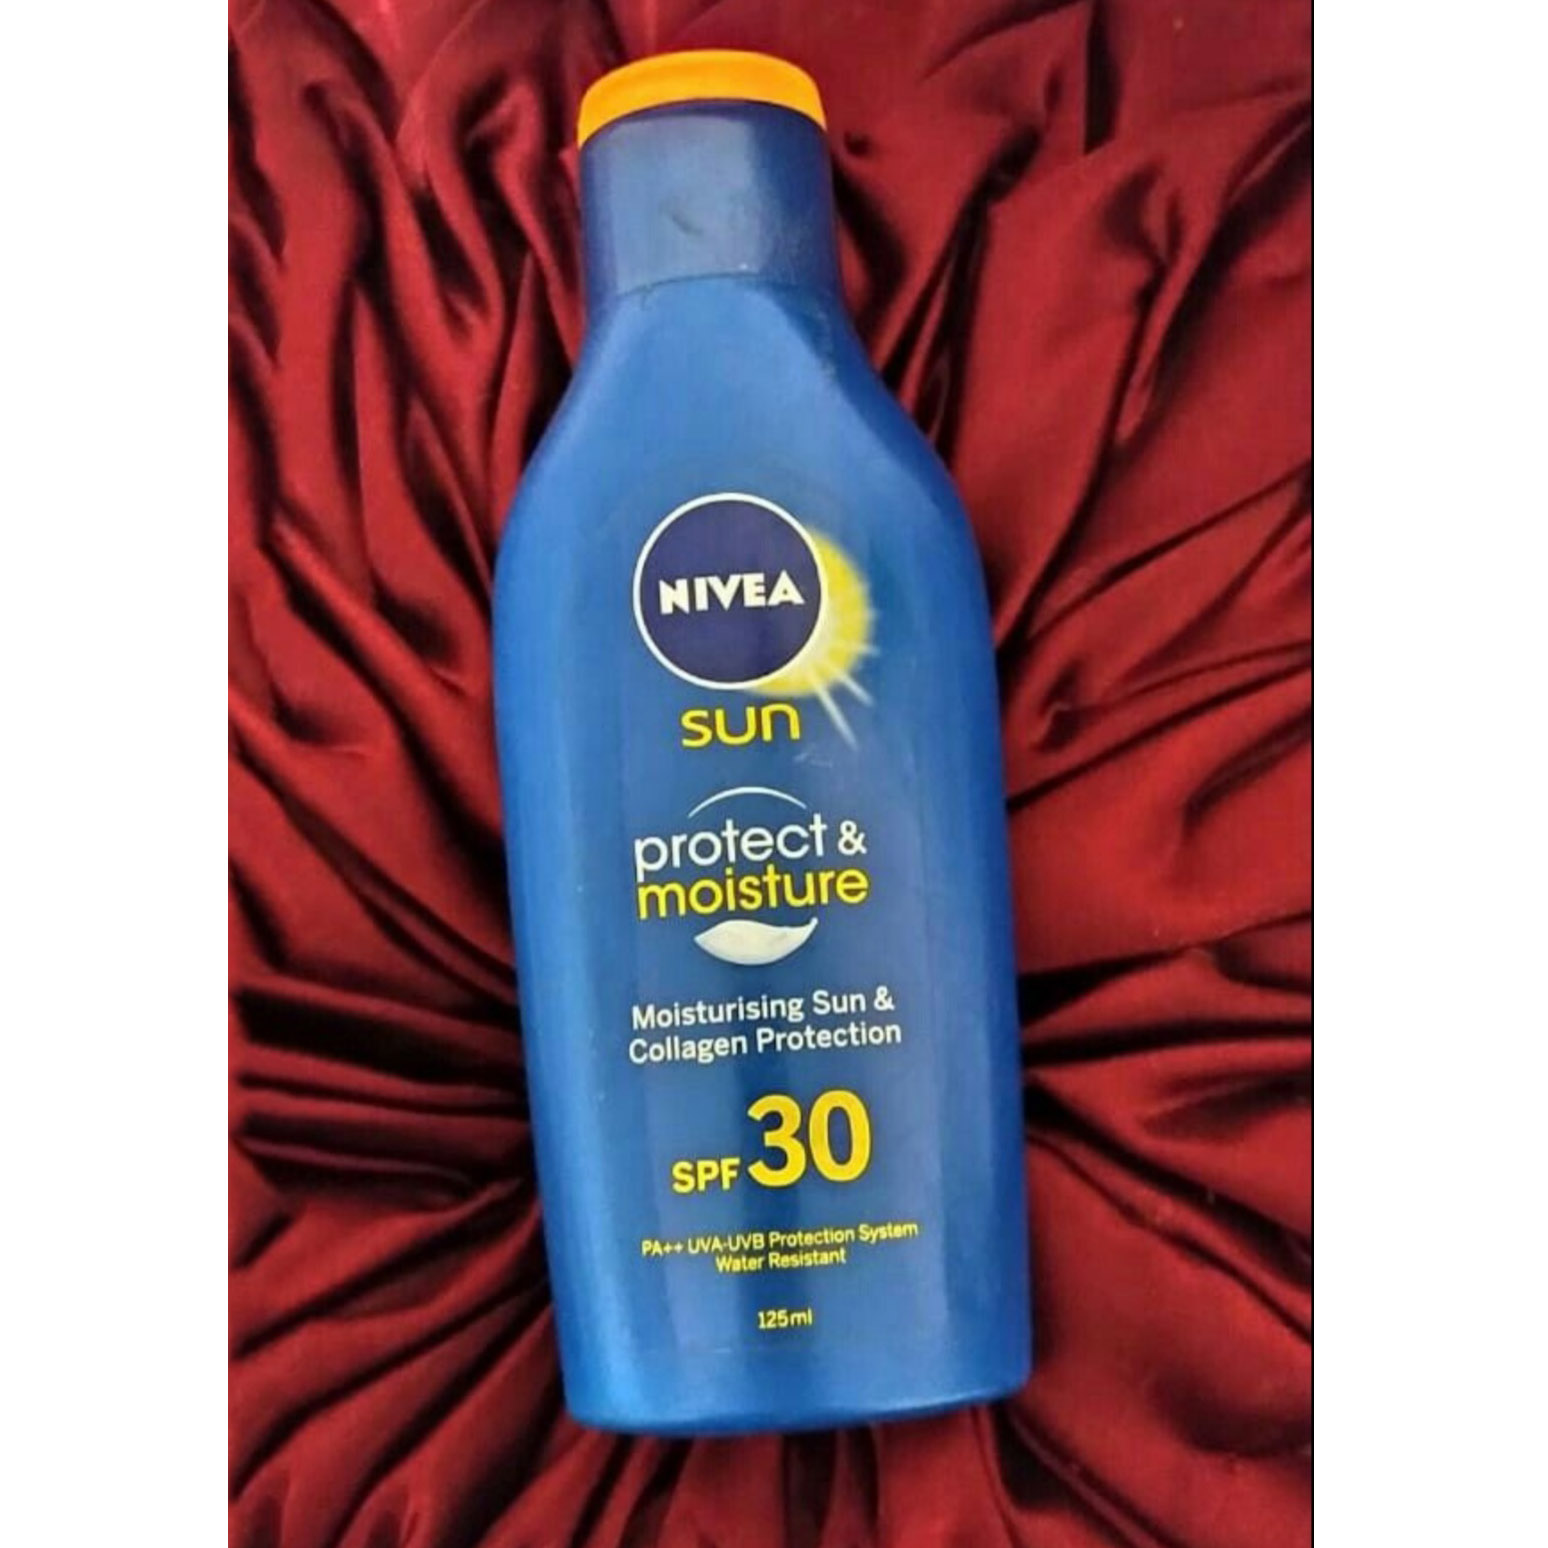 NIVEA
sun
protect &
moisture
Moisturising Sun &
Collagen Protection
SPF 30
PA++ UVA-UVB Protection System
Water Resistant
125ml